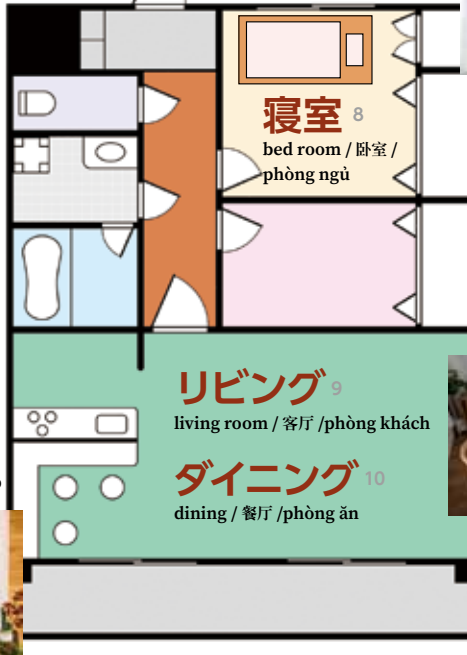 寝室 8
bed room / 卧室 /
phòng ngủ
リビング 9
living room / 客厅 /phòng khách
ダイニング 10
dining / 餐厅 /phòng ăn